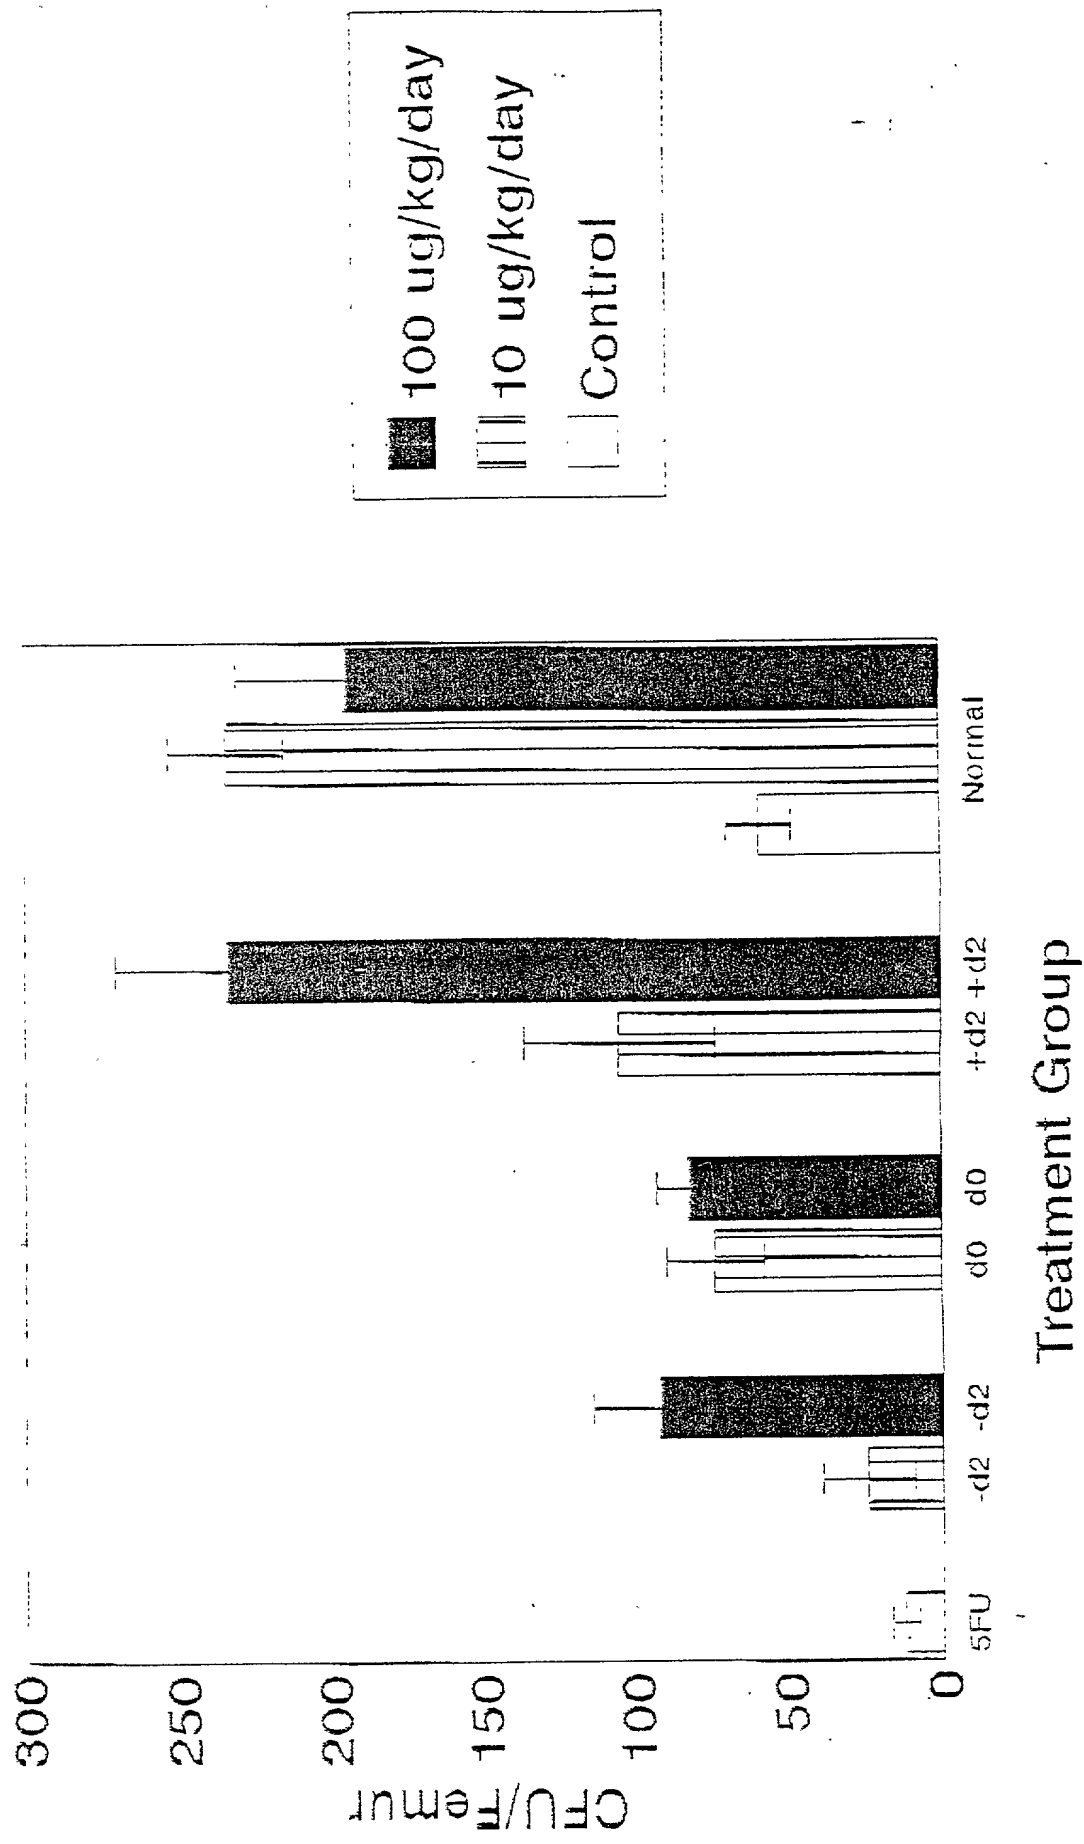 CFU/Femur
300
250
200
150
100
50
0
5FU
-d2
-d2
d0
d0
+d2
+d2
Normal
Treatment Group
100 ug/kg/day
10 ug/kg/day
Control